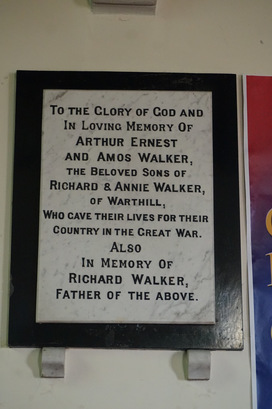 To the Glory of God and
In Loving Memory Of
Arthur Ernest
and Amos Walker,
the Beloved Sons of
Richard & Annie Walker,
of Warthill,
Who gave their lives for their
Country in the Great War.
Also
In Memory Of
Richard Walker,
Father of the above.